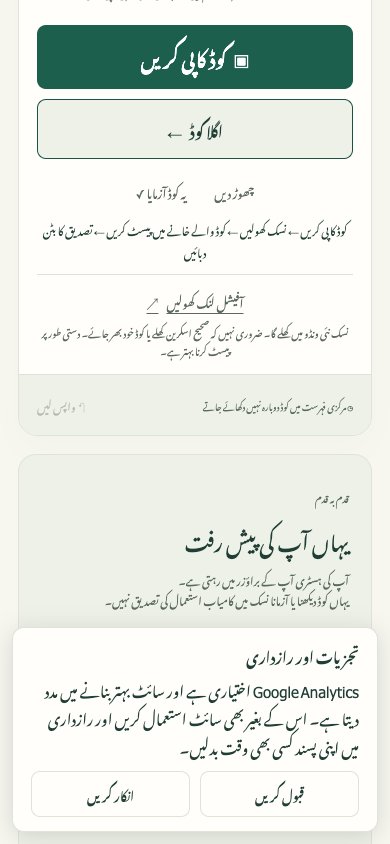 کوڈ کاپی کریں
اگلا کوڈ ←
چھوڑ دیں
یہ کوڈ آزمایا ✓
کوڈ کاپی کریں ← نسک کھولیں ← کوڈ والے خانے میں پیسٹ کریں ← تصدیق کا بٹن
دبائیں
آفیشل لنک کھولیں ↗
نسک نئی ونڈو میں کھلے گا۔ ضروری نہیں کہ صحیح اسکرین کھلے یا کوڈ خود بھر جائے۔ دستی طور پر
پیسٹ کرنا بہتر ہے۔
مرکزی فہرست میں کوڈ دوبارہ نہیں دکھائے جاتے
واپس لیں
قدم بہ قدم
یہاں آپ کی پیش رفت
آپ کی ہسٹری آپ کے براؤزر میں رہتی ہے۔
یہاں کوڈ دیکھنا یا آزمانا نسک میں کامیاب استعمال کی تصدیق نہیں۔
تجزیات اور رازداری
Google Analytics اختیاری ہے اور سائٹ بہتر بنانے میں مدد
دیتا ہے۔ اس کے بغیر بھی سائٹ استعمال کریں اور رازداری
میں اپنی پسند کسی بھی وقت بدلیں۔
قبول کریں
انکار کریں